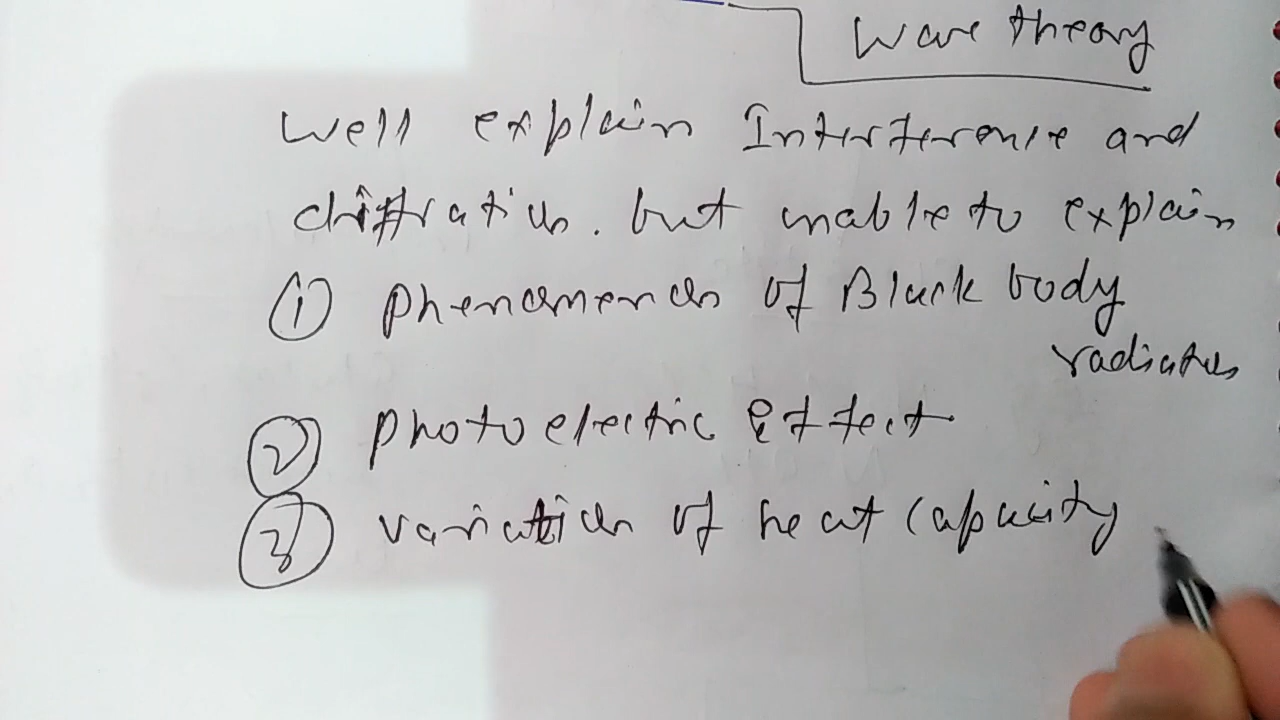 Wave theory
Well explain Interference and
diffraction. but unable to explain
① Phenomenon of Black body
radiation
② Photoelectric Effect
③ variation of heat capacity